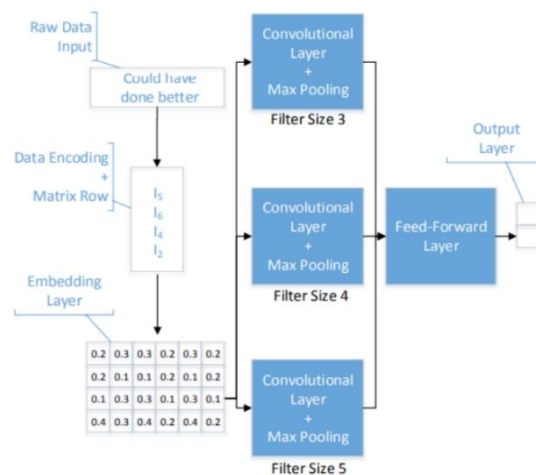 Raw Data
Input
Could have
done better
Data Encoding
+
Matrix Row
I₅
I₆
I₄
I₂
Embedding
Layer
0.2 0.3 0.3 0.2 0.3 0.2
0.2 0.1 0.1 0.2 0.1 0.2
0.1 0.3 0.3 0.1 0.3 0.1
0.4 0.3 0.4 0.2 0.4 0.2
Convolutional
Layer
+
Max Pooling
Filter Size 3
Convolutional
Layer
+
Max Pooling
Filter Size 4
Convolutional
Layer
+
Max Pooling
Filter Size 5
Feed-Forward
Layer
Output
Layer